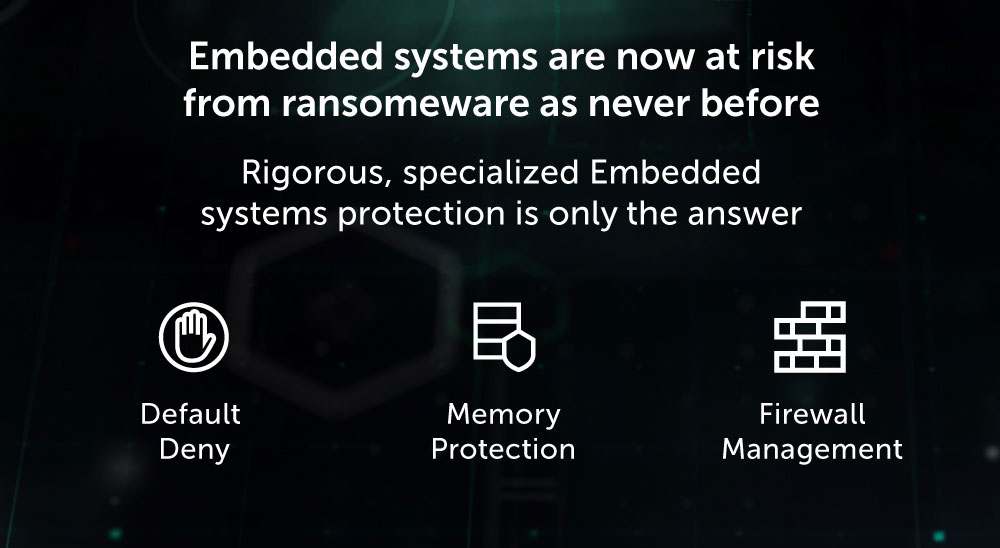 Embedded systems are now at risk
from ransomeware as never before
Rigorous, specialized Embedded
systems protection is only the answer
Default
Deny
Memory
Protection
Firewall
Management